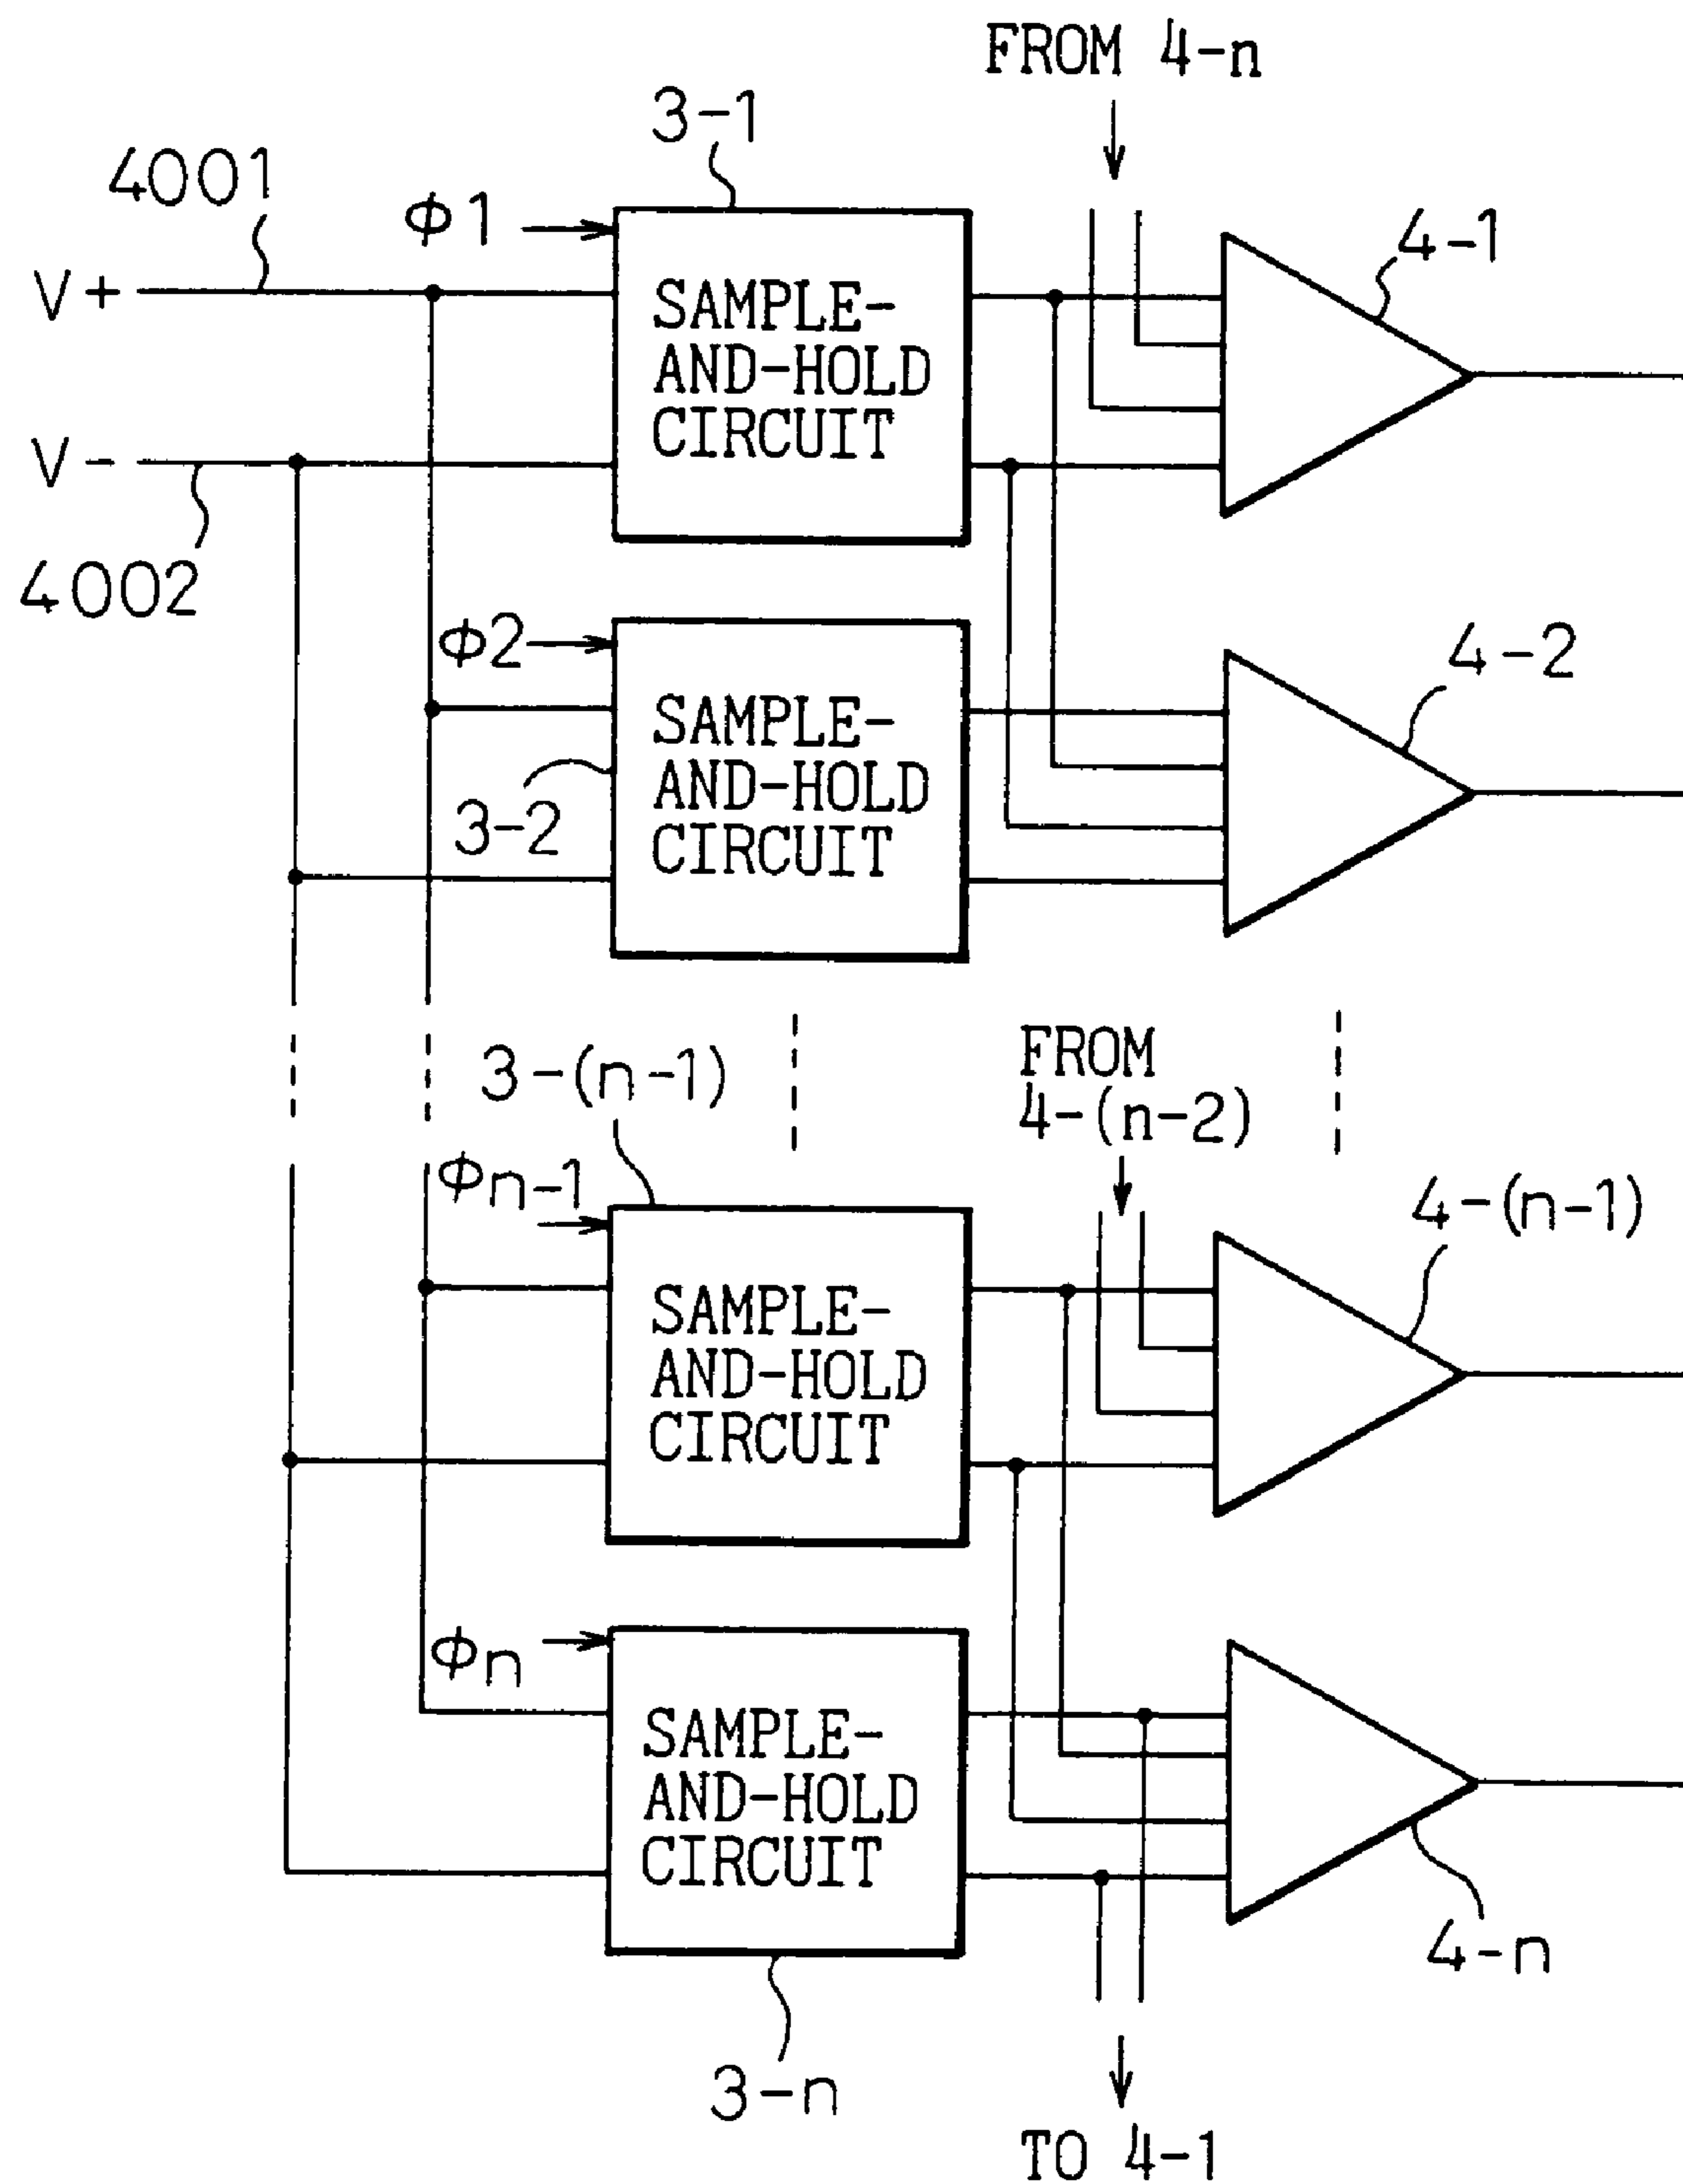 FROM 4-n
3-1
4001
ϕ1
4-1
V+
SAMPLE-
AND-HOLD
CIRCUIT
V-
4002
ϕ2
4-2
SAMPLE-
AND-HOLD
CIRCUIT
3-2
3-(n-1)
FROM
4-(n-2)
ϕn-1
4-(n-1)
SAMPLE-
AND-HOLD
CIRCUIT
ϕn
SAMPLE-
AND-HOLD
CIRCUIT
4-n
3-n
TO 4-1